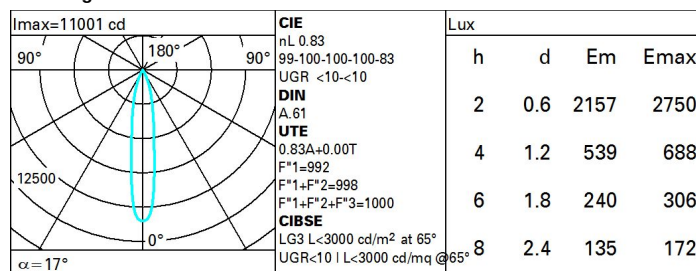 Imax=11001 cd
90°
180°
90°
12500
0°
α=17°
CIE
nL 0.83
99-100-100-100-83
UGR <10-<10
DIN
A.61
UTE
0.83A+0.00T
F"1=992
F"1+F"2=998
F"1+F"2+F"3=1000
CIBSE
LG3 L<3000 cd/m² at 65°
UGR<10 | L<3000 cd/mq @65°
Lux
h d Em Emax
2 0.6 2157 2750
4 1.2 539 688
6 1.8 240 306
8 2.4 135 172